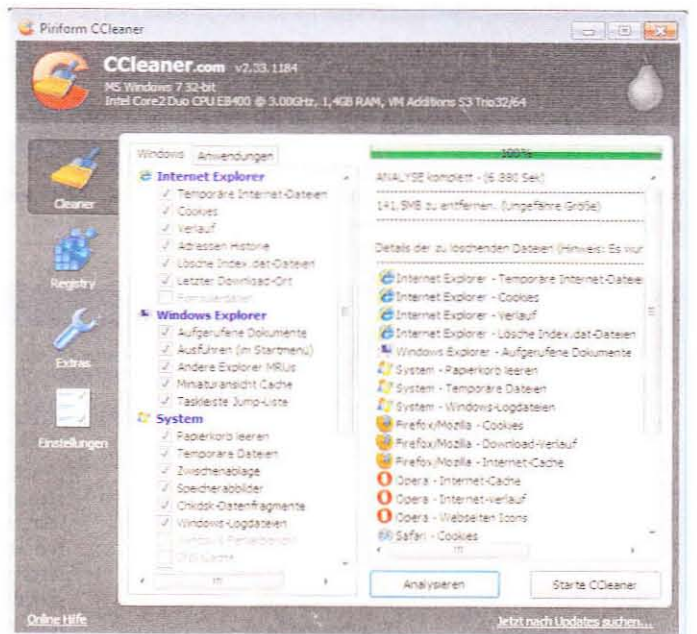 Piriform CCleaner
CCleaner.com v2.33.1184
MS Windows 7 32-bit
Intel Core2 Duo CPU E8400 @ 3.00GHz, 1,4GB RAM, VM Additions S3 Trio32/64
Cleaner
Registry
Extras
Einstellungen
Windows
Anwendungen
Internet Explorer
Temporäre Internet-Dateien
Cookies
Verlauf
Adressen Historie
Lösche Index.dat-Dateien
Letzter Download-Ort
Formulardaten
Windows Explorer
Aufgerufene Dokumente
Ausführen (im Startmenü)
Andere Explorer MRUs
Miniaturansicht Cache
Taskleiste Jump-Liste
System
Papierkorb leeren
Temporäre Dateien
Zwischenablage
Speicherabbilder
Chkdsk-Datenfragmente
Windows-Logdateien
DNS-Cache
100%
ANALYSE komplett - (6.880 Sek)
141,5MB zu entfernen. (Ungefähre Größe)
Details der zu löschenden Dateien (Hinweis: Es wur
Internet Explorer - Temporäre Internet-Dateie
Internet Explorer - Cookies
Internet Explorer - Verlauf
Internet Explorer - Lösche Index.dat-Dateien
Windows Explorer - Aufgerufene Dokumente
System - Papierkorb leeren
System - Temporäre Dateien
System - Windows-Logdateien
Firefox/Mozilla - Cookies
Firefox/Mozilla - Download-Verlauf
Firefox/Mozilla - Internet-Cache
Opera - Internet-Cache
Opera - Internet-Verlauf
Opera - Webseiten Icons
Safari - Cookies
Analysieren
Starte CCleaner
Online Hilfe
Jetzt nach Updates suchen...